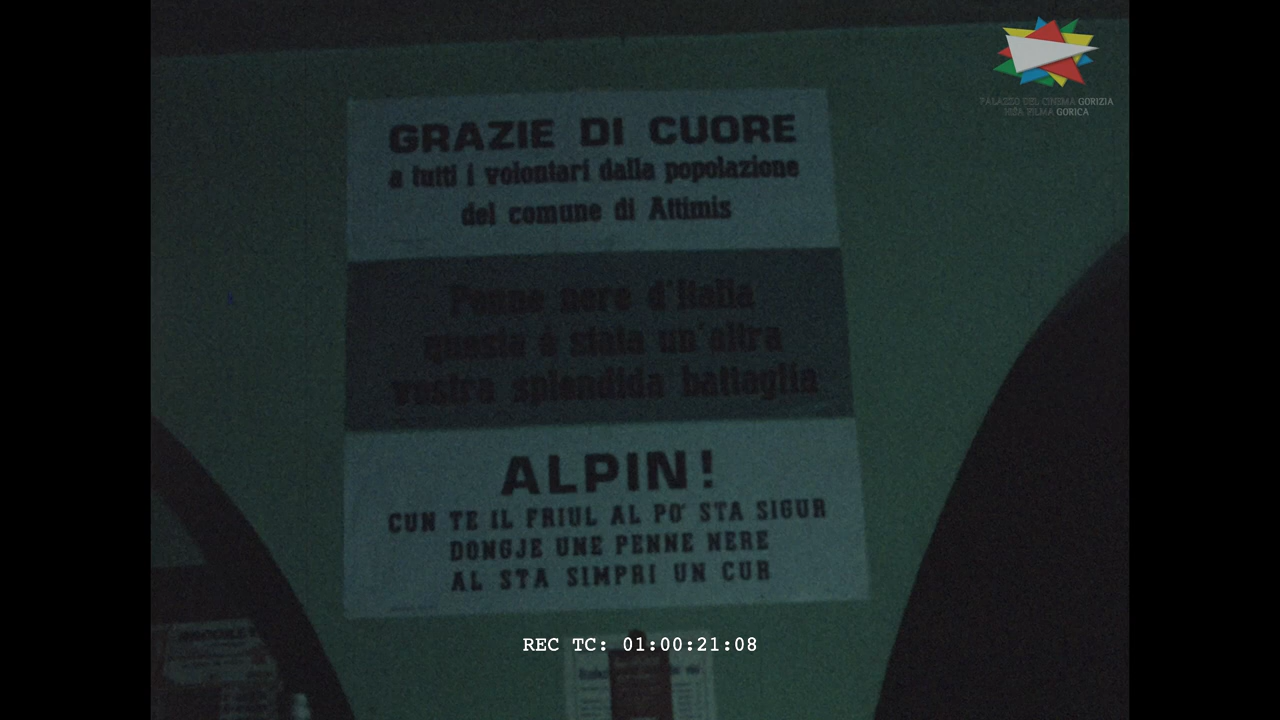 PALAZZO DEL CINEMA GORIZIA
HIŠA FILMA GORICA
GRAZIE DI CUORE
a tutti i volontari dalla popolazione
del comune di Attimis
Penne nere d'Italia
questa é stata un'altra
vostra splendida battaglia
ALPIN!
CUN TE IL FRIUL AL PO' STA SIGUR
DONGJE UNE PENNE NERE
AL STA SIMPRI UN CUR
REC TC: 01:00:21:08